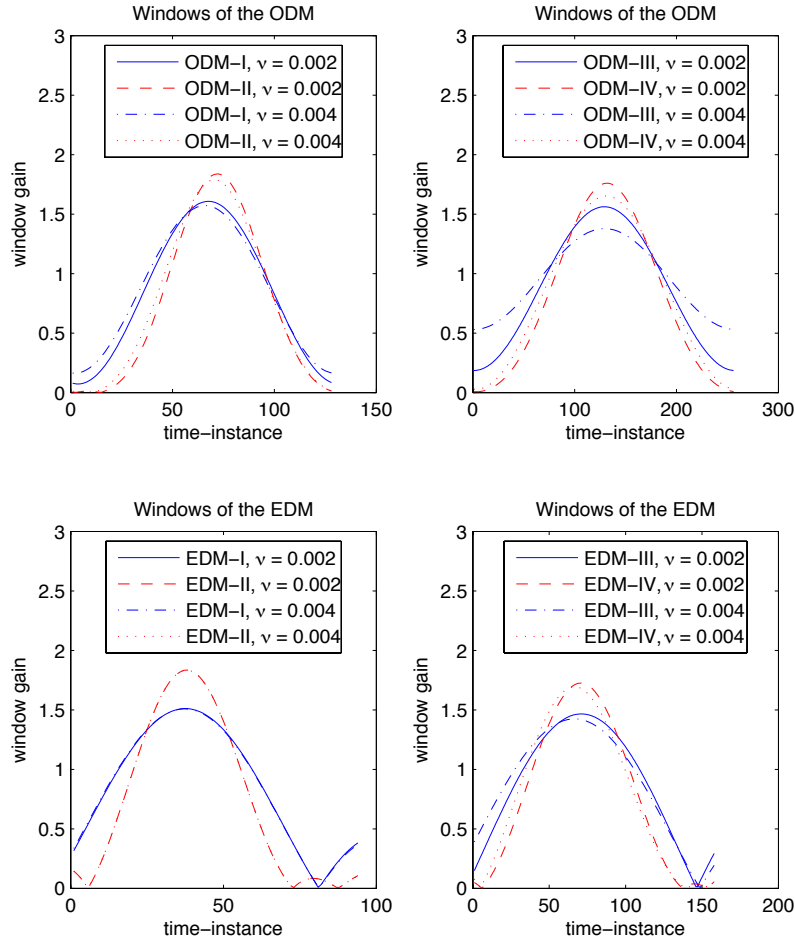 Windows of the ODM
3
2.5
2
1.5
1
0.5
0
window gain
ODM−I, ν = 0.002
ODM−II, ν = 0.002
ODM−I, ν = 0.004
ODM−II, ν = 0.004
0 50 100 150
time−instance
Windows of the ODM
3
2.5
2
1.5
1
0.5
0
window gain
ODM−III, ν = 0.002
ODM−IV, ν = 0.002
ODM−III, ν = 0.004
ODM−IV, ν = 0.004
0 100 200 300
time−instance
Windows of the EDM
3
2.5
2
1.5
1
0.5
0
window gain
EDM−I, ν = 0.002
EDM−II, ν = 0.002
EDM−I, ν = 0.004
EDM−II, ν = 0.004
0 50 100
time−instance
Windows of the EDM
3
2.5
2
1.5
1
0.5
0
window gain
EDM−III, ν = 0.002
EDM−IV, ν = 0.002
EDM−III, ν = 0.004
EDM−IV, ν = 0.004
0 50 100 150 200
time−instance